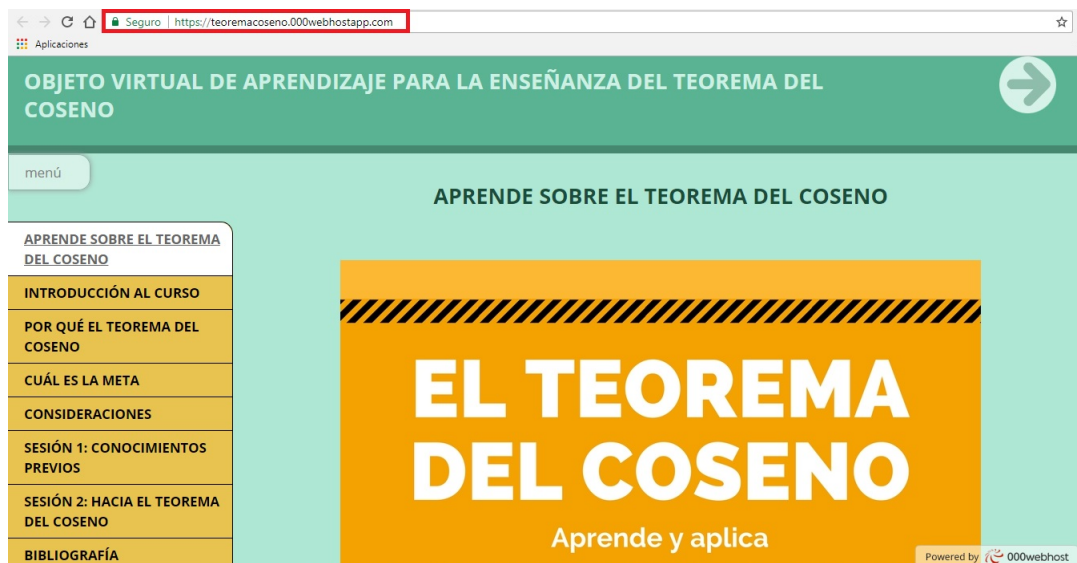 Seguro | https://teoremacoseno.000webhostapp.com
Aplicaciones
OBJETO VIRTUAL DE APRENDIZAJE PARA LA ENSEÑANZA DEL TEOREMA DEL
COSENO
menú
APRENDE SOBRE EL TEOREMA DEL COSENO
APRENDE SOBRE EL TEOREMA
DEL COSENO
INTRODUCCIÓN AL CURSO
POR QUÉ EL TEOREMA DEL
COSENO
CUÁL ES LA META
CONSIDERACIONES
SESIÓN 1: CONOCIMIENTOS
PREVIOS
SESIÓN 2: HACIA EL TEOREMA
DEL COSENO
BIBLIOGRAFÍA
EL TEOREMA
DEL COSENO
Aprende y aplica
Powered by 000webhost